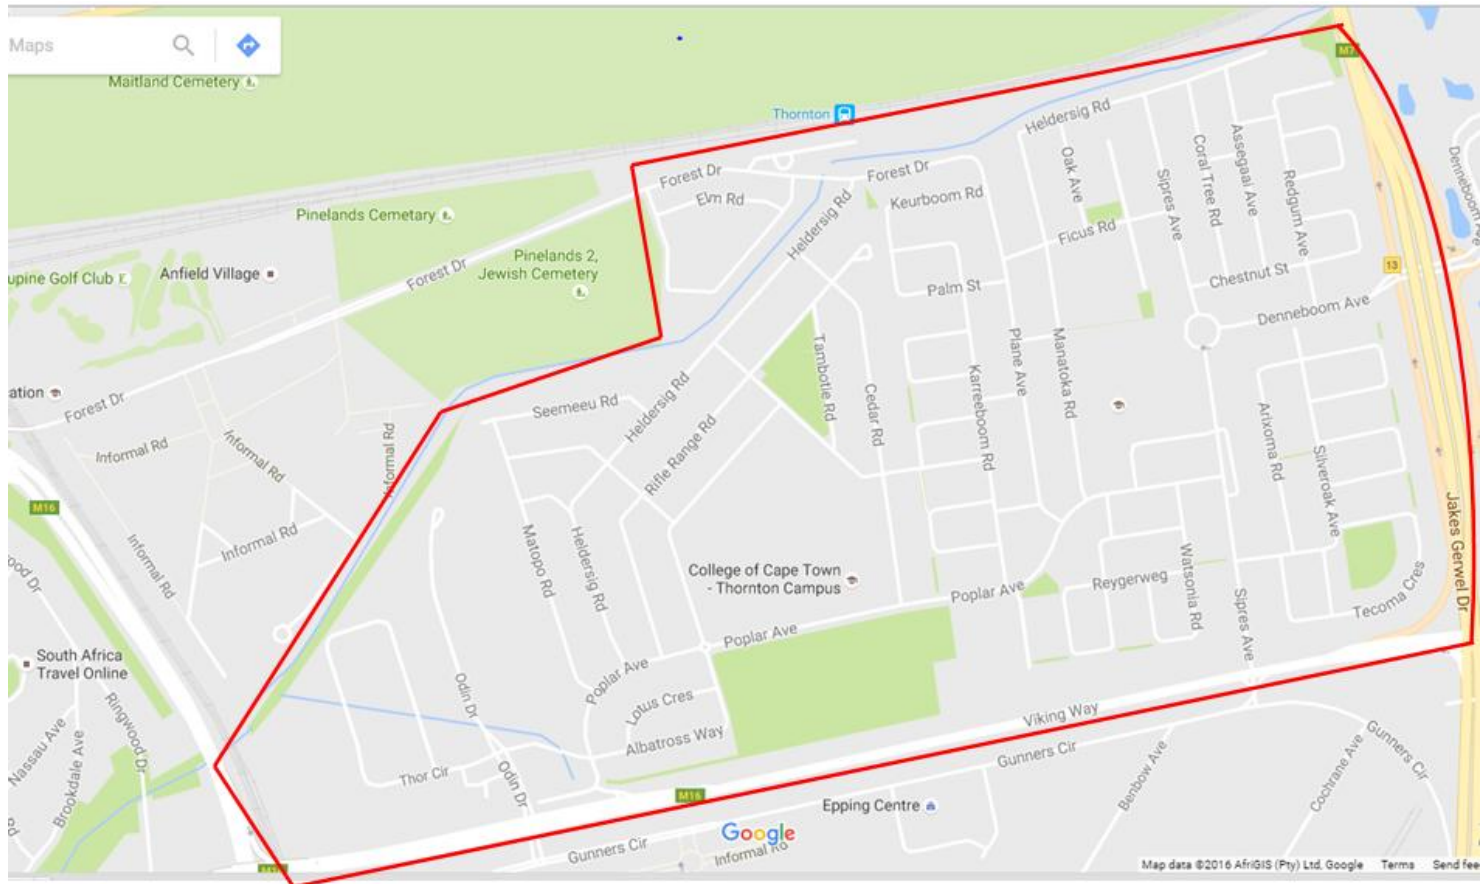 Maps
Maitland Cemetery
Thornton
M7
Heldersig Rd
Forest Dr
Forest Dr
Elm Rd
Keurboom Rd
Oak Ave
Sipres Ave
Coral Tree Rd
Assegaai Ave
Redgum Ave
Denneboom Ave
Pinelands Cemetary
Heldersig Rd
Ficus Rd
Pinelands 2,
Jewish Cemetery
Anfield Village
upine Golf Club
Forest Dr
13
Chestnut St
Palm St
Denneboom Ave
Tambotie Rd
Plane Ave
Manatoka Rd
ation
Forest Dr
Seemeeu Rd
Heldersig Rd
Cedar Rd
Karreeboom Rd
Arixoma Rd
Silveroak Ave
Informal Rd
Informal Rd
Informal Rd
Rifle Range Rd
M16
Informal Rd
Informal Rd
Matopo Rd
Heldersig Rd
Jakes Gerwel Dr
ood Dr
College of Cape Town
- Thornton Campus
Poplar Ave
Reygerweg
Watsonia Rd
Sipres Ave
Tecoma Cres
Poplar Ave
South Africa
Travel Online
Poplar Ave
Odin Dr
Lotus Cres
Ringwood Dr
Nassau Ave
Brookdale Ave
Albatross Way
Viking Way
Gunners Cir
Gunners Cir
Thor Cir
Odin Dr
Benbow Ave
Cochrane Ave
M16
Epping Centre
Rd
Google
Gunners Cir
Informal Rd
Map data ©2016 AfriGIS (Pty) Ltd, Google Terms Send fee